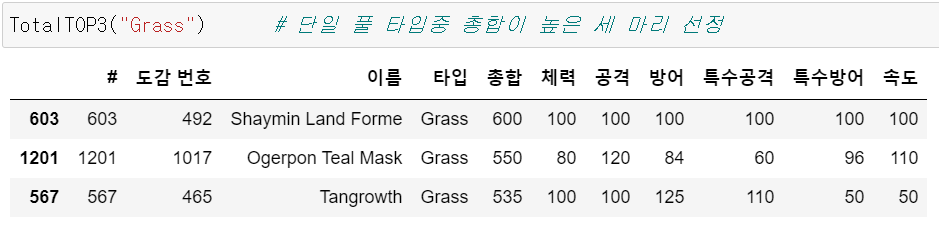 TotalTOP3("Grass") # 단일 풀 타입중 총합이 높은 세 마리 선정
# 도감 번호 이름 타입 총합 체력 공격 방어 특수공격 특수방어 속도
603 603 492 Shaymin Land Forme Grass 600 100 100 100 100 100 100
1201 1201 1017 Ogerpon Teal Mask Grass 550 80 120 84 60 96 110
567 567 465 Tangrowth Grass 535 100 100 125 110 50 50